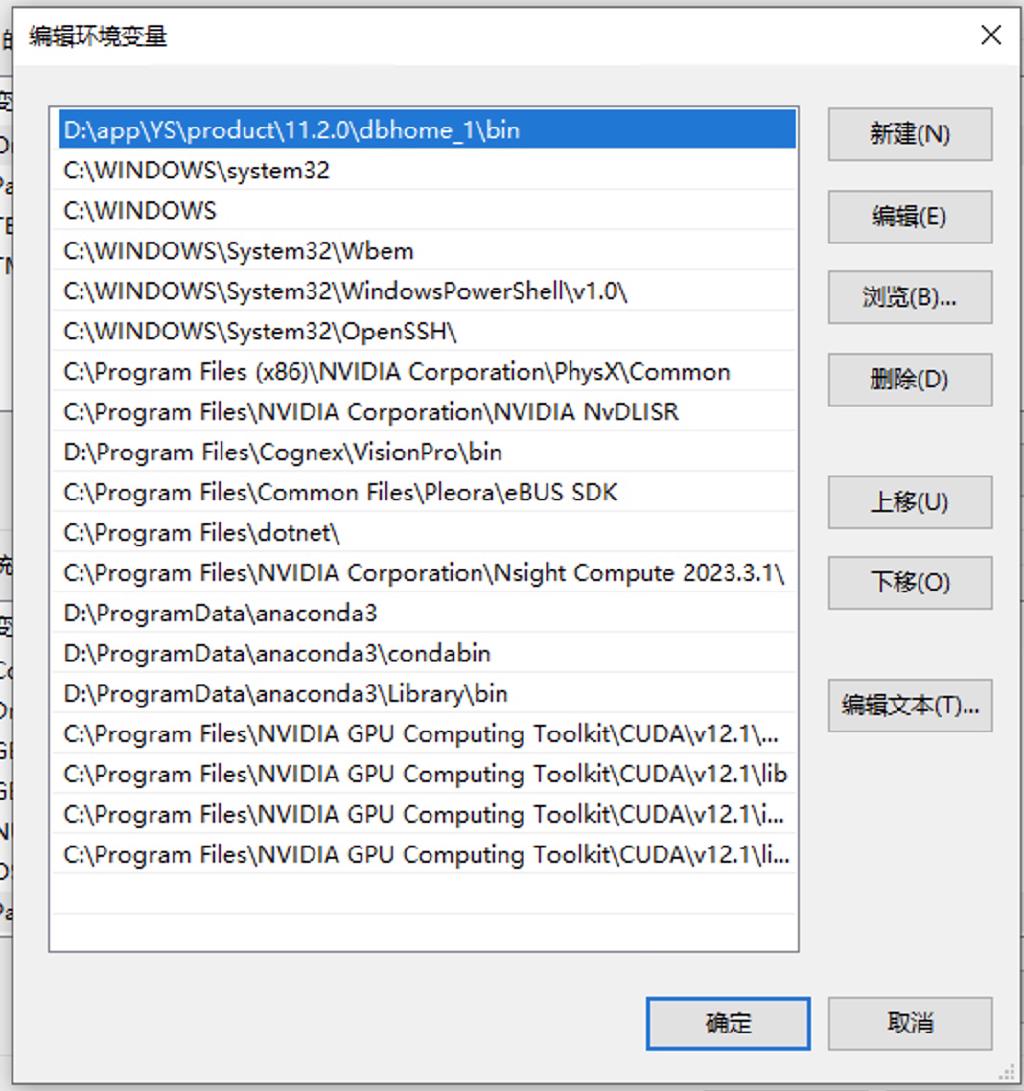 编辑环境变量
D:\app\YS\product\11.2.0\dbhome_1\bin
C:\WINDOWS\system32
C:\WINDOWS
C:\WINDOWS\System32\Wbem
C:\WINDOWS\System32\WindowsPowerShell\v1.0\
C:\WINDOWS\System32\OpenSSH\
C:\Program Files (x86)\NVIDIA Corporation\PhysX\Common
C:\Program Files\NVIDIA Corporation\NVIDIA NvDLISR
D:\Program Files\Cognex\VisionPro\bin
C:\Program Files\Common Files\Pleora\eBUS SDK
C:\Program Files\dotnet\
C:\Program Files\NVIDIA Corporation\Nsight Compute 2023.3.1\
D:\ProgramData\anaconda3
D:\ProgramData\anaconda3\condabin
D:\ProgramData\anaconda3\Library\bin
C:\Program Files\NVIDIA GPU Computing Toolkit\CUDA\v12.1\...
C:\Program Files\NVIDIA GPU Computing Toolkit\CUDA\v12.1\lib
C:\Program Files\NVIDIA GPU Computing Toolkit\CUDA\v12.1\i...
C:\Program Files\NVIDIA GPU Computing Toolkit\CUDA\v12.1\li...
新建(N)
编辑(E)
浏览(B)...
删除(D)
上移(U)
下移(O)
编辑文本(T)...
确定
取消